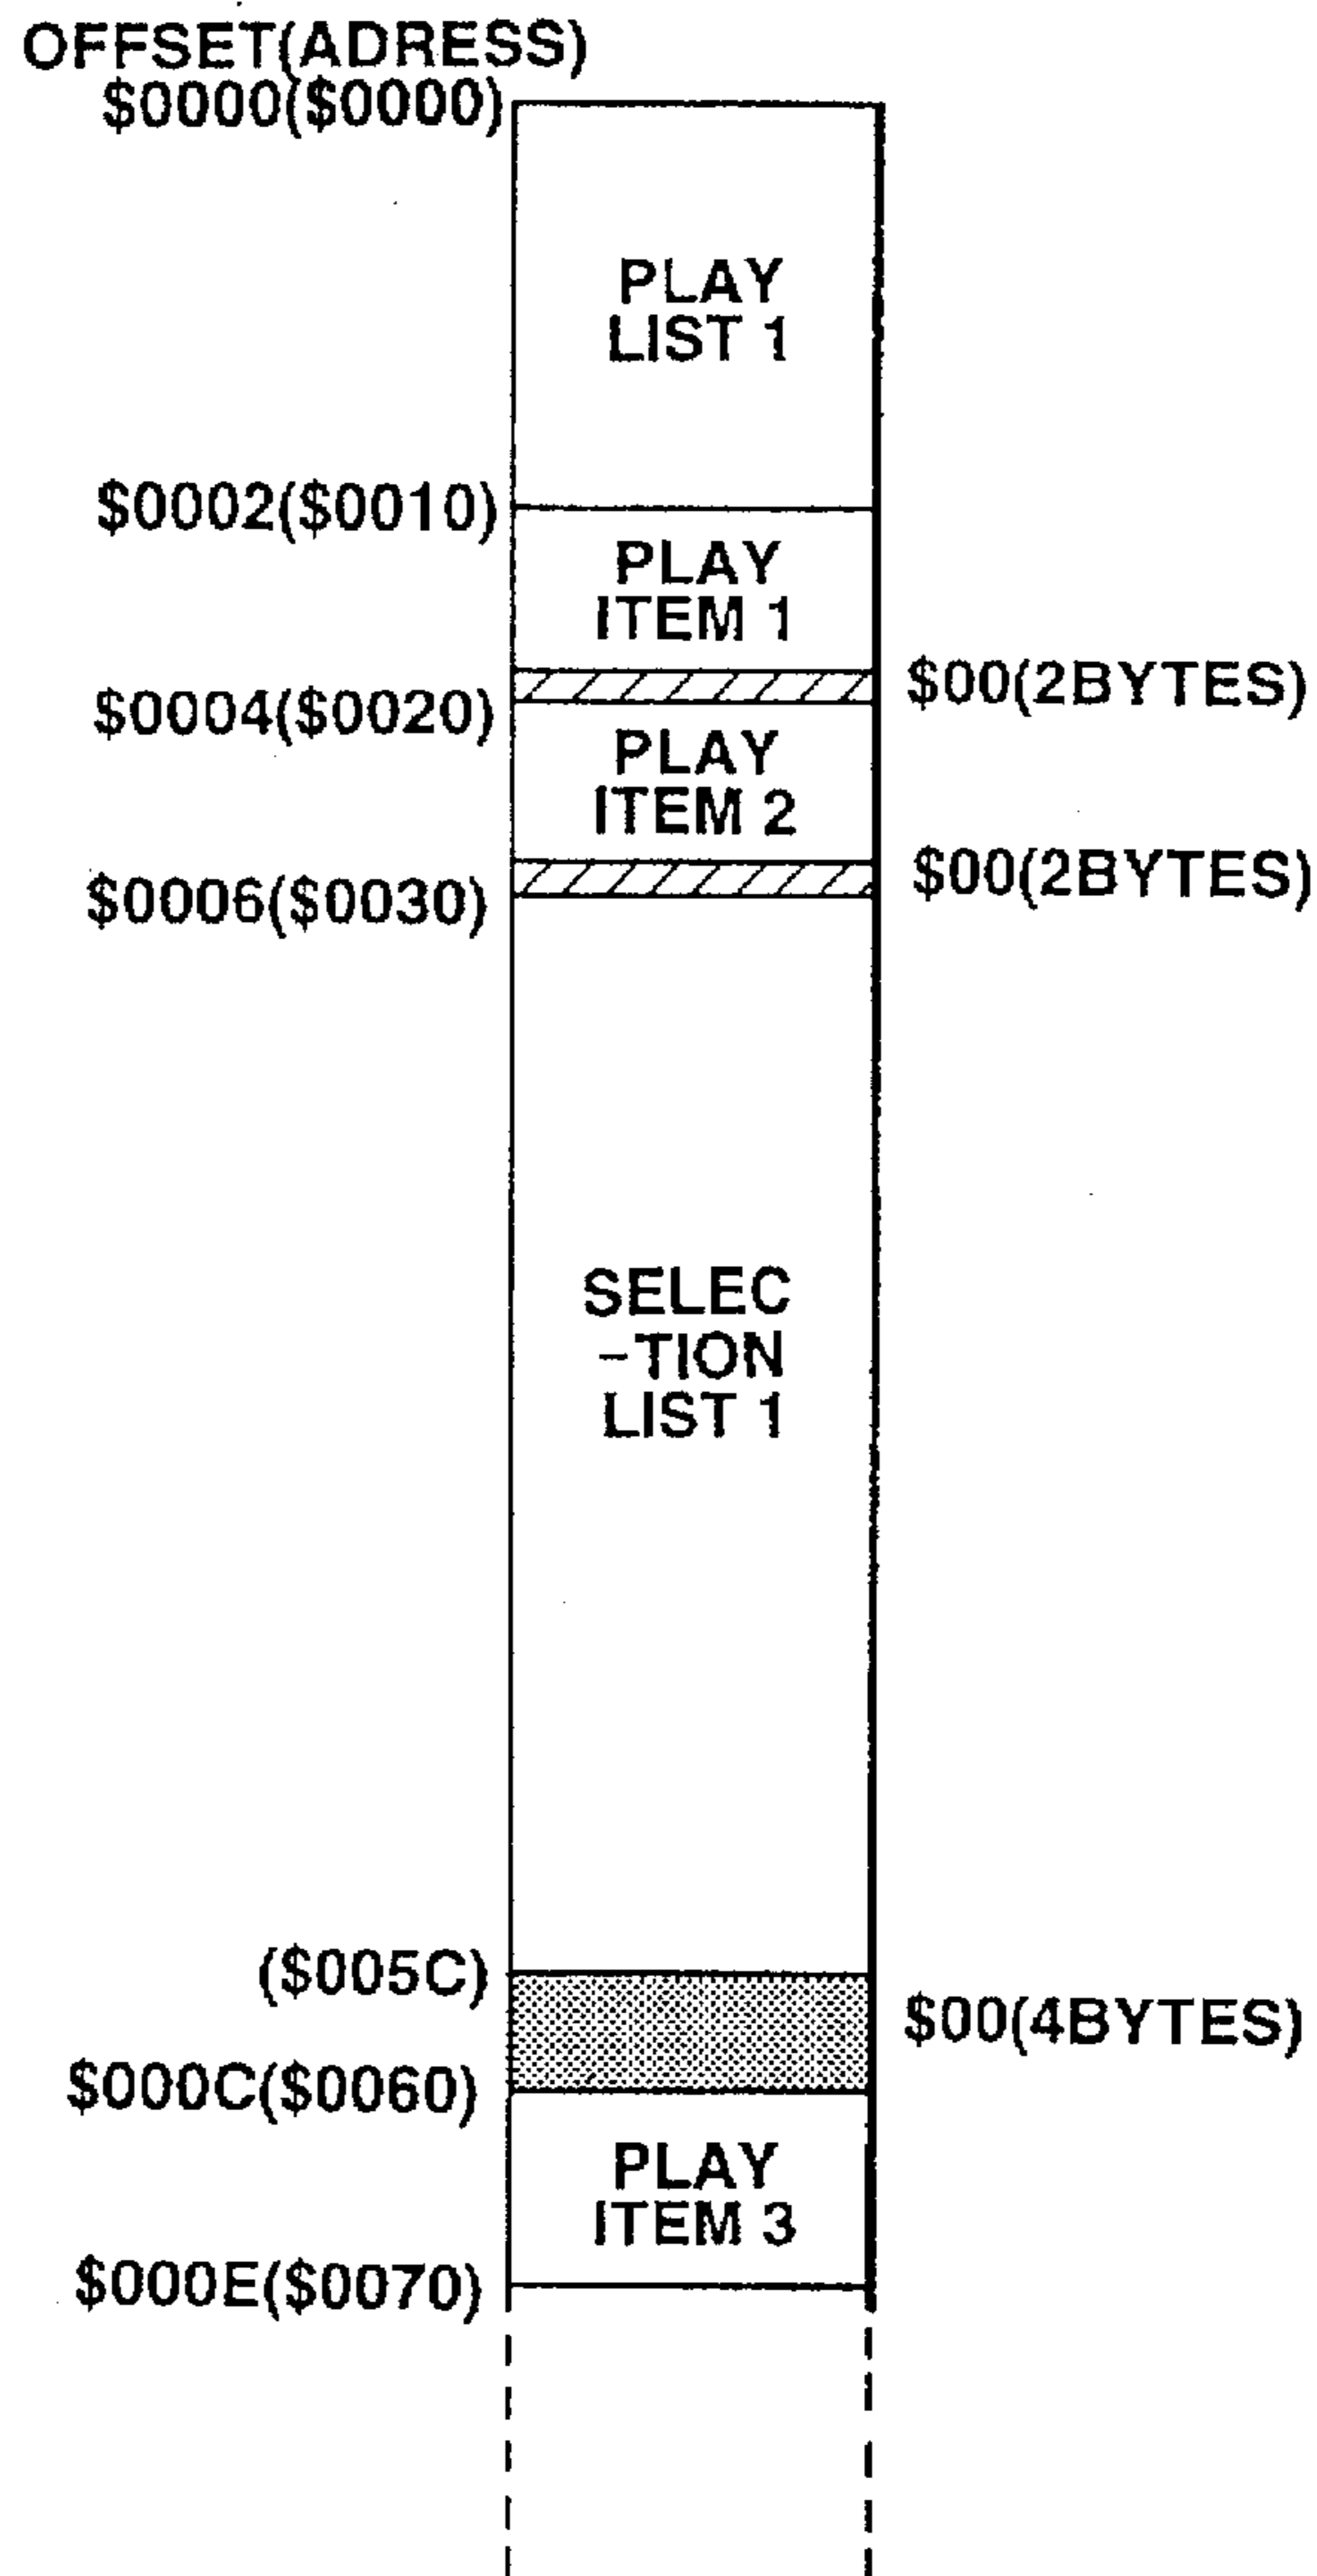 OFFSET(ADRESS)
$0000($0000)
PLAY
LIST 1
$0002($0010)
PLAY
ITEM 1
$00(2BYTES)
$0004($0020)
PLAY
ITEM 2
$00(2BYTES)
$0006($0030)
SELEC
-TION
LIST 1
($005C)
$00(4BYTES)
$000C($0060)
PLAY
ITEM 3
$000E($0070)